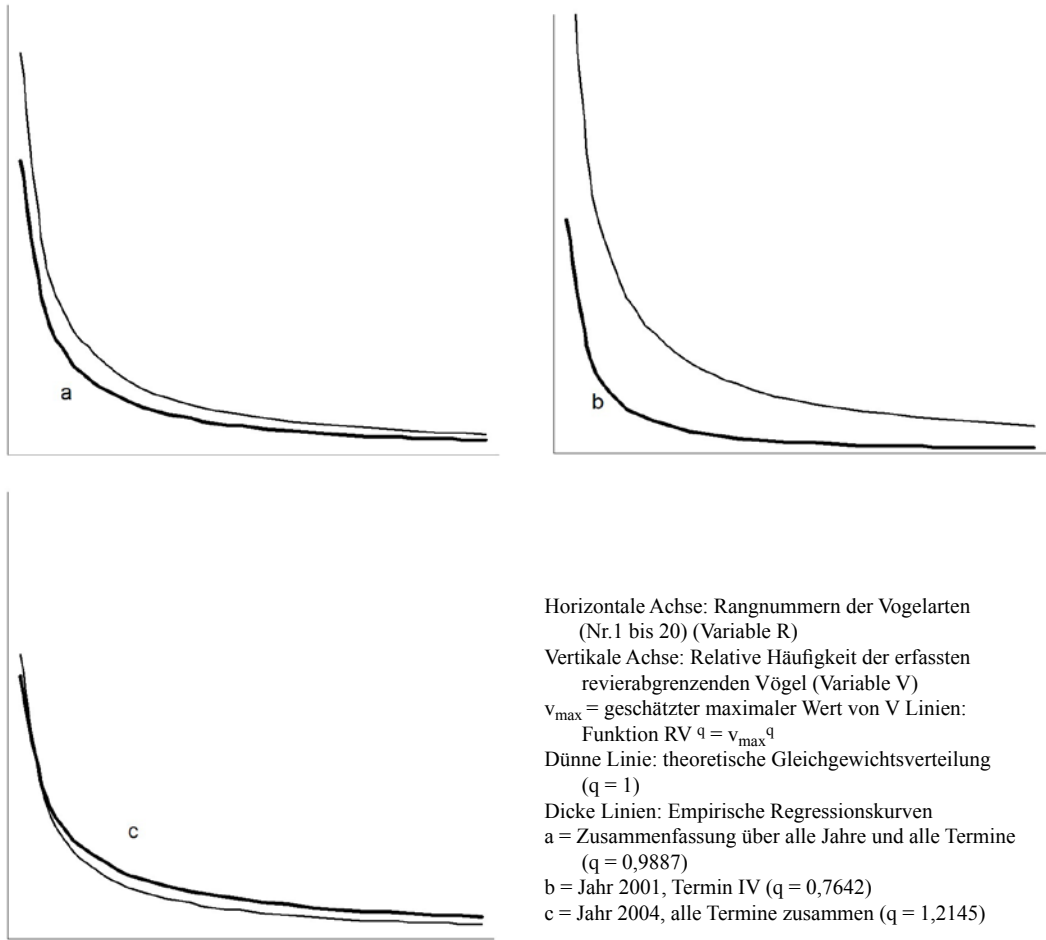 a
b
c
Horizontale Achse: Rangnummern der Vogelarten
(Nr.1 bis 20) (Variable R)
Vertikale Achse: Relative Häufigkeit der erfassten
revierabgrenzenden Vögel (Variable V)
vmax = geschätzter maximaler Wert von V Linien:
Funktion RV q = vmaxq
Dünne Linie: theoretische Gleichgewichtsverteilung
(q = 1)
Dicke Linien: Empirische Regressionskurven
a = Zusammenfassung über alle Jahre und alle Termine
(q = 0,9887)
b = Jahr 2001, Termin IV (q = 0,7642)
c = Jahr 2004, alle Termine zusammen (q = 1,2145)